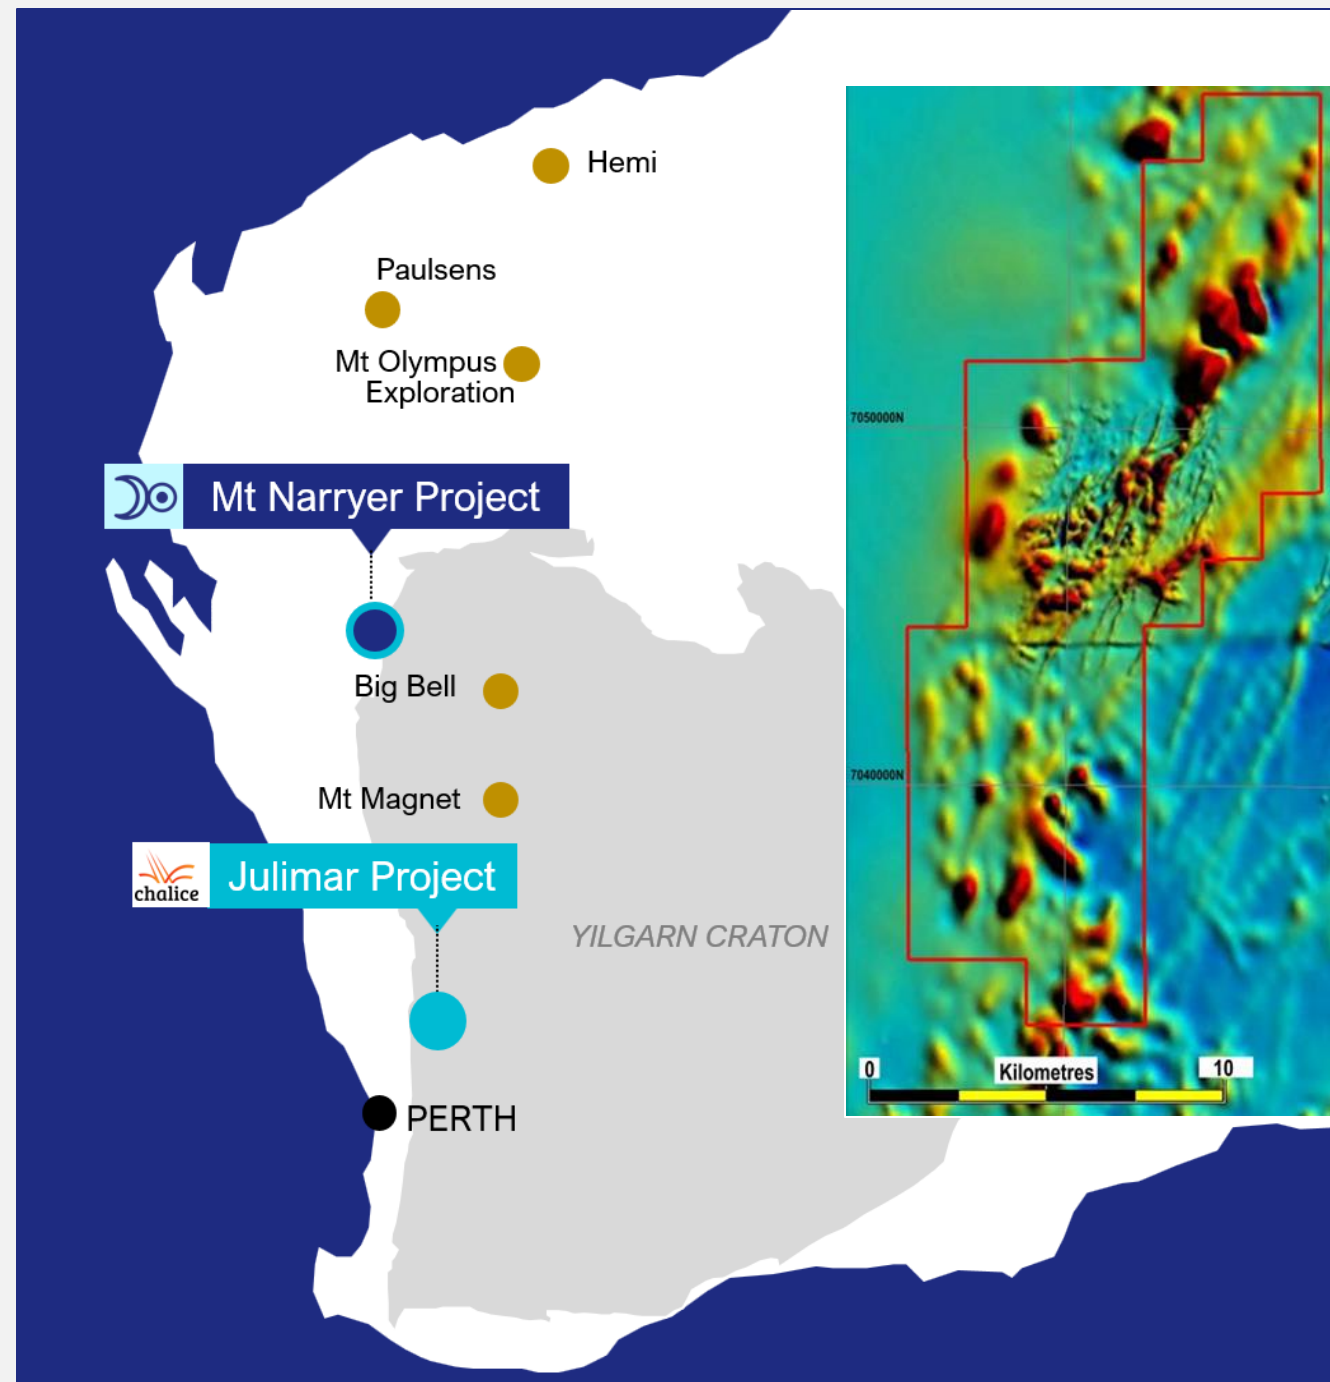 Hemi
Paulsens
Mt Olympus
Exploration
Mt Narryer Project
Big Bell
Mt Magnet
chalice
Julimar Project
YILGARN CRATON
PERTH
7050000N
7040000N
0
Kilometres
10